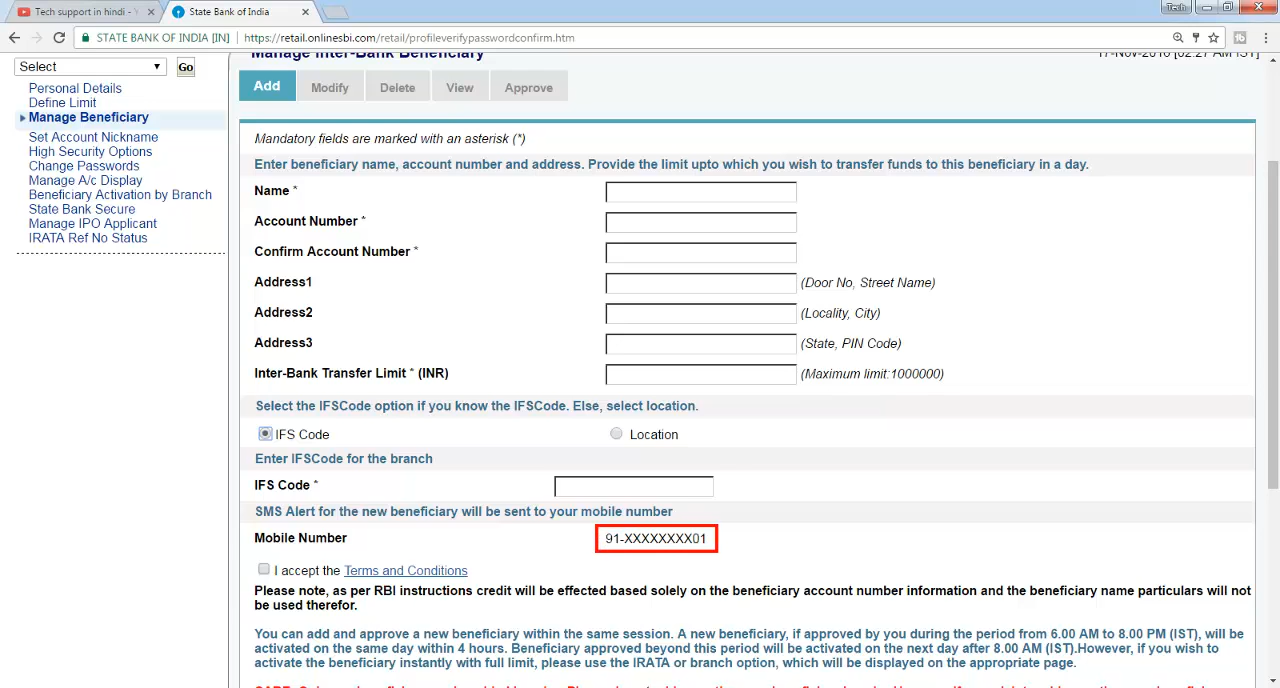 Tech support in hindi - Y
State Bank of India
Tech
STATE BANK OF INDIA [IN]
https://retail.onlinesbi.com/retail/profileverifypasswordconfirm.htm
Select
Go
Personal Details
Define Limit
Manage Beneficiary
Set Account Nickname
High Security Options
Change Passwords
Manage A/c Display
Beneficiary Activation by Branch
State Bank Secure
Manage IPO Applicant
IRATA Ref No Status
Manage Inter-Bank Beneficiary
17-Nov-2016 [02:27 AM IST]
Add
Modify
Delete
View
Approve
Mandatory fields are marked with an asterisk (*)
Enter beneficiary name, account number and address. Provide the limit upto which you wish to transfer funds to this beneficiary in a day.
Name *
Account Number *
Confirm Account Number *
Address1
(Door No, Street Name)
Address2
(Locality, City)
Address3
(State, PIN Code)
Inter-Bank Transfer Limit * (INR)
(Maximum limit:1000000)
Select the IFSCode option if you know the IFSCode. Else, select location.
IFS Code
Location
Enter IFSCode for the branch
IFS Code *
SMS Alert for the new beneficiary will be sent to your mobile number
Mobile Number
91-XXXXXXXX01
I accept the Terms and Conditions
Please note, as per RBI instructions credit will be effected based solely on the beneficiary account number information and the beneficiary name particulars will not
be used therefor.
You can add and approve a new beneficiary within the same session. A new beneficiary, if approved by you during the period from 6.00 AM to 8.00 PM (IST), will be
activated on the same day within 4 hours. Beneficiary approved beyond this period will be activated on the next day after 8.00 AM (IST).However, if you wish to
activate the beneficiary instantly with full limit, please use the IRATA or branch option, which will be displayed on the appropriate page.